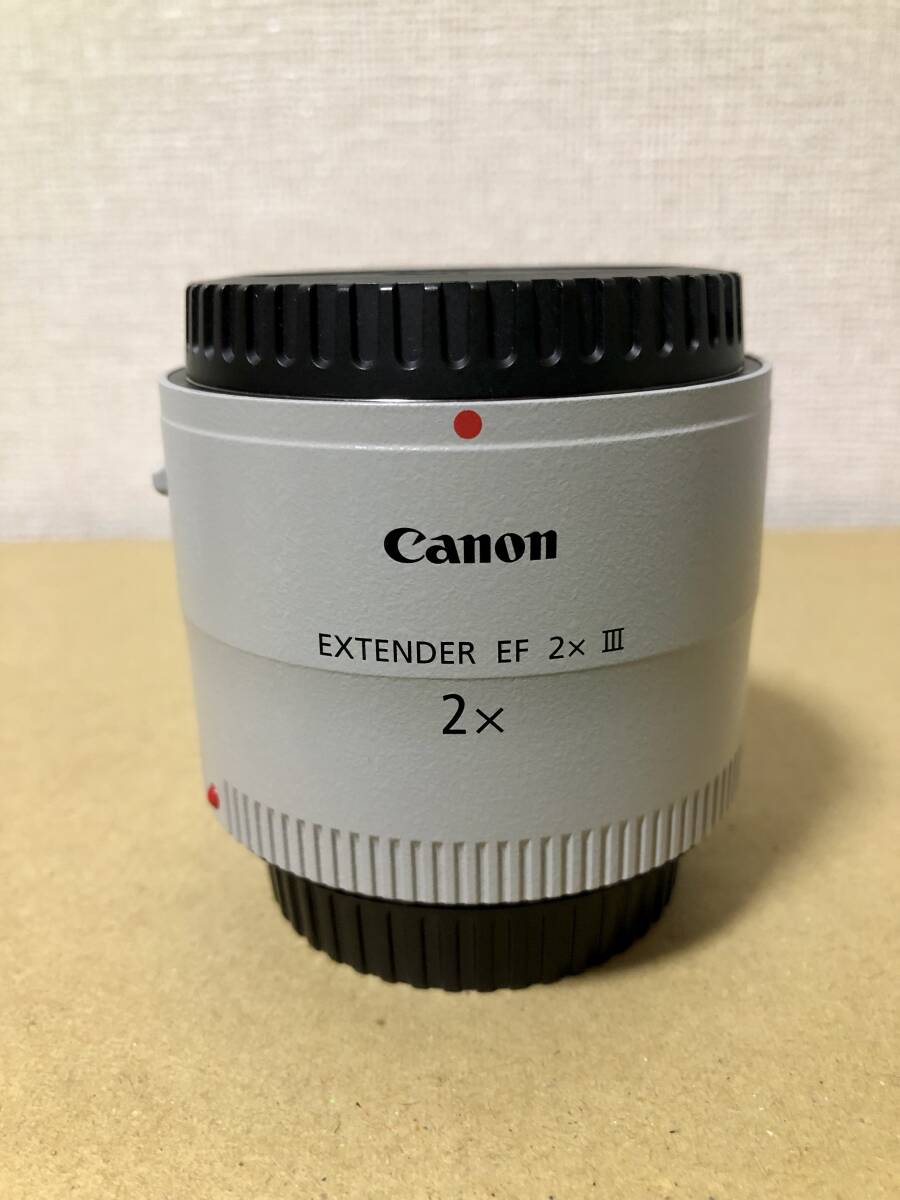 Canon
EXTENDER EF 2× III
2×